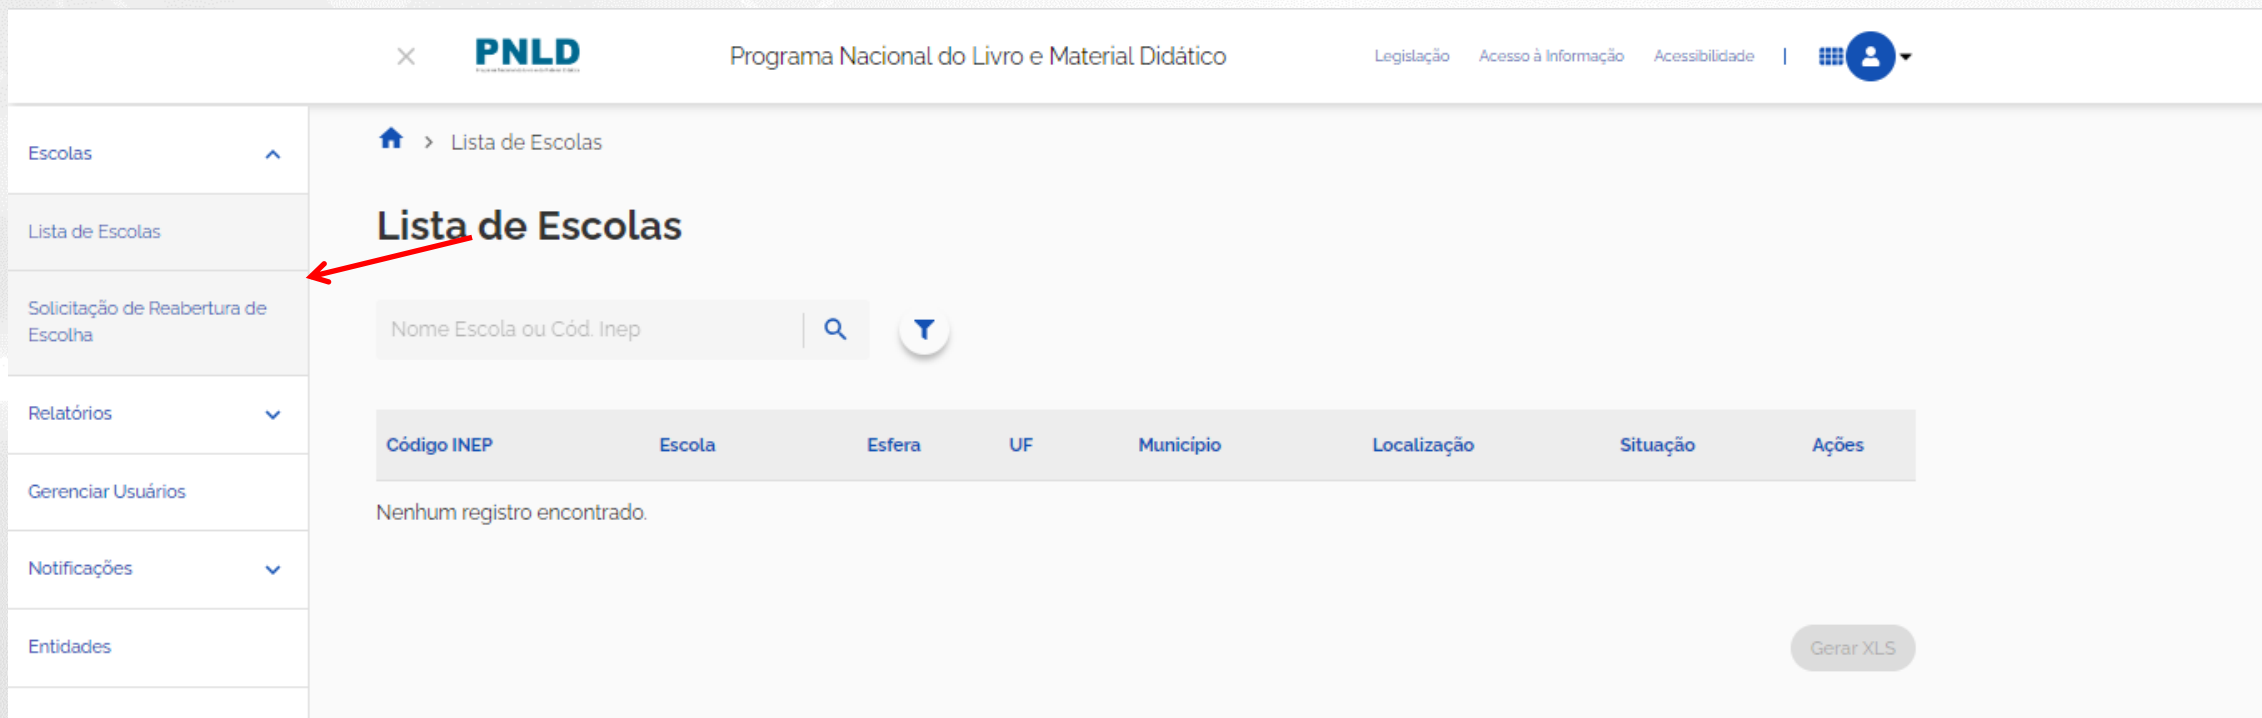 PNLD
Programa Nacional do Livro e Material Didático
Legislação
Acesso à Informação
Acessibilidade
Escolas
Lista de Escolas
Solicitação de Reabertura de
Escolha
Relatórios
Gerenciar Usuários
Notificações
Entidades
Lista de Escolas
Lista de Escolas
Nome Escola ou Cód. Inep
Código INEP Escola Esfera UF Município Localização Situação Ações
Nenhum registro encontrado.
Gerar XLS